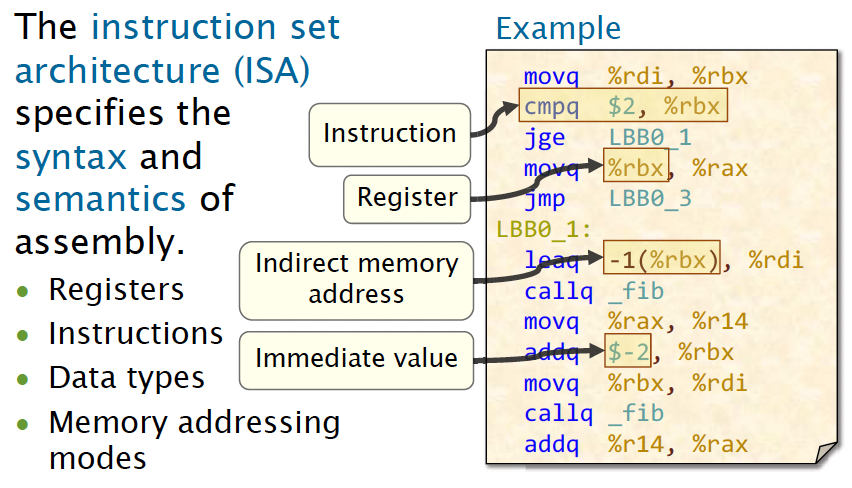 The instruction set
architecture (ISA)
specifies the
syntax and
semantics of
assembly.
• Registers
• Instructions
• Data types
• Memory addressing
modes
Instruction
Register
Indirect memory
address
Immediate value
Example
movq %rdi, %rbx
cmpq $2, %rbx
jge LBB0_1
movq %rbx, %rax
jmp LBB0_3
LBB0_1:
leaq -1(%rbx), %rdi
callq _fib
movq %rax, %r14
addq $-2, %rbx
movq %rbx, %rdi
callq _fib
addq %r14, %rax